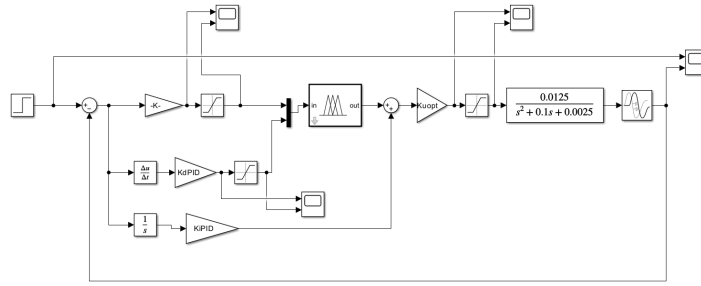 +
−
-K-
in
out
+
+
Kuopt
0.0125
s² + 0.1s + 0.0025
Δu
Δt
KdPID
1
s
KiPID